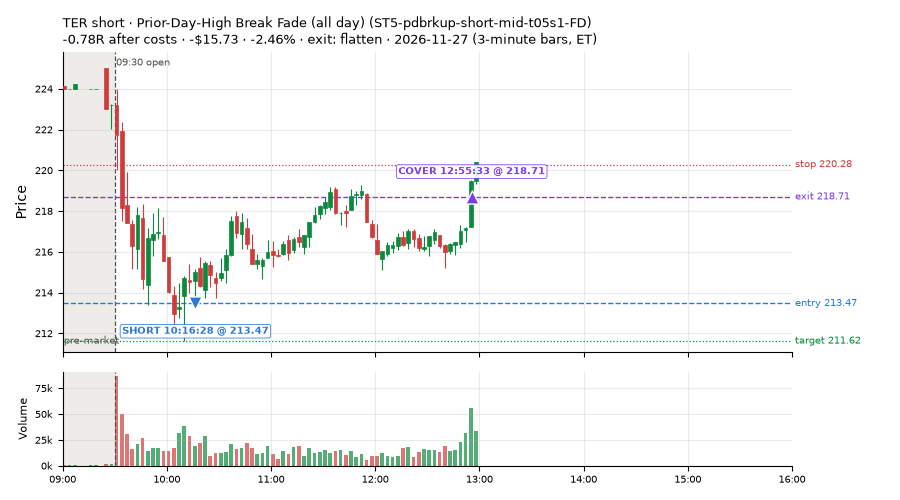 TER short · Prior-Day-High Break Fade (all day) (ST5-pdbrkup-short-mid-t05s1-FD)
-0.78R after costs · -$15.73 · -2.46% · exit: flatten · 2026-11-27 (3-minute bars, ET)
09:30 open
224
222
220
218
216
214
212
Price
stop 220.28
COVER 12:55:33 @ 218.71
exit 218.71
entry 213.47
SHORT 10:16:28 @ 213.47
pre-market
target 211.62
75k
50k
25k
0k
Volume
09:00
10:00
11:00
12:00
13:00
14:00
15:00
16:00